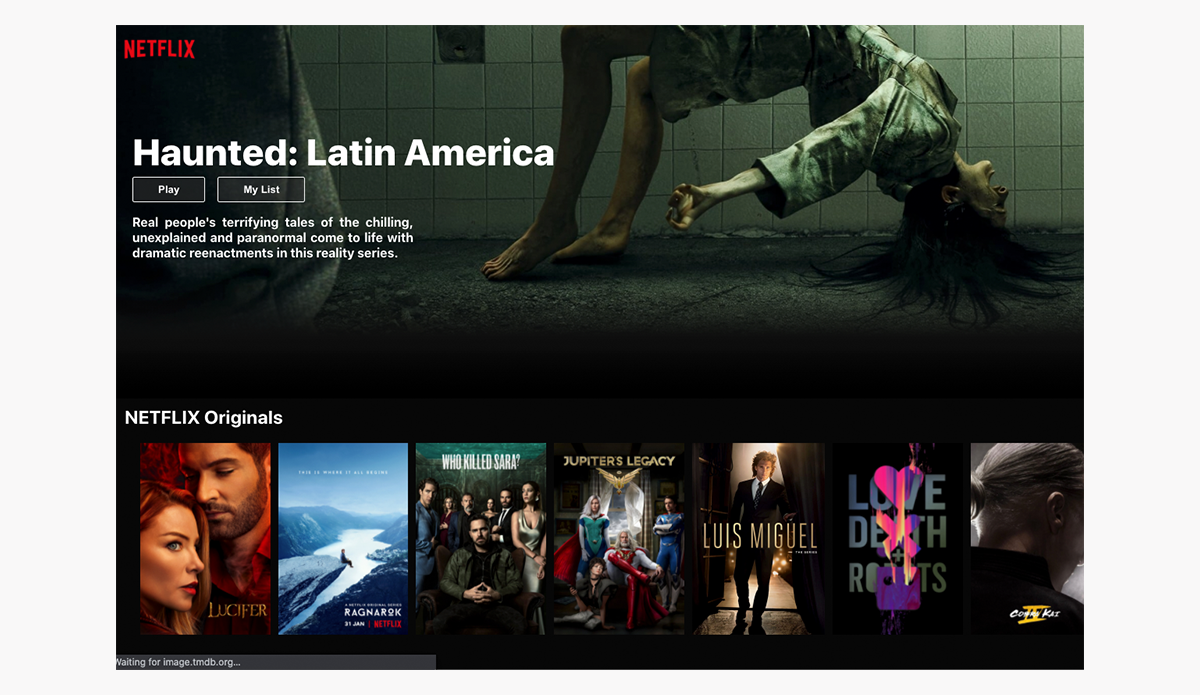 NETFLIX
Haunted: Latin America
Play
My List
Real people's terrifying tales of the chilling,
unexplained and paranormal come to life with
dramatic reenactments in this reality series.
NETFLIX Originals
LUCIFER
THIS IS WHERE IT ALL BEGINS
A NETFLIX ORIGINAL SERIES
RAGNARØK
31 JAN | NETFLIX
WHO KILLED SARA?
JUPITER'S LEGACY
LUIS MIGUEL
THE SERIES
LOVE
DEATH
+
ROBOTS
COBRA KAI
IV
Waiting for image.tmdb.org...